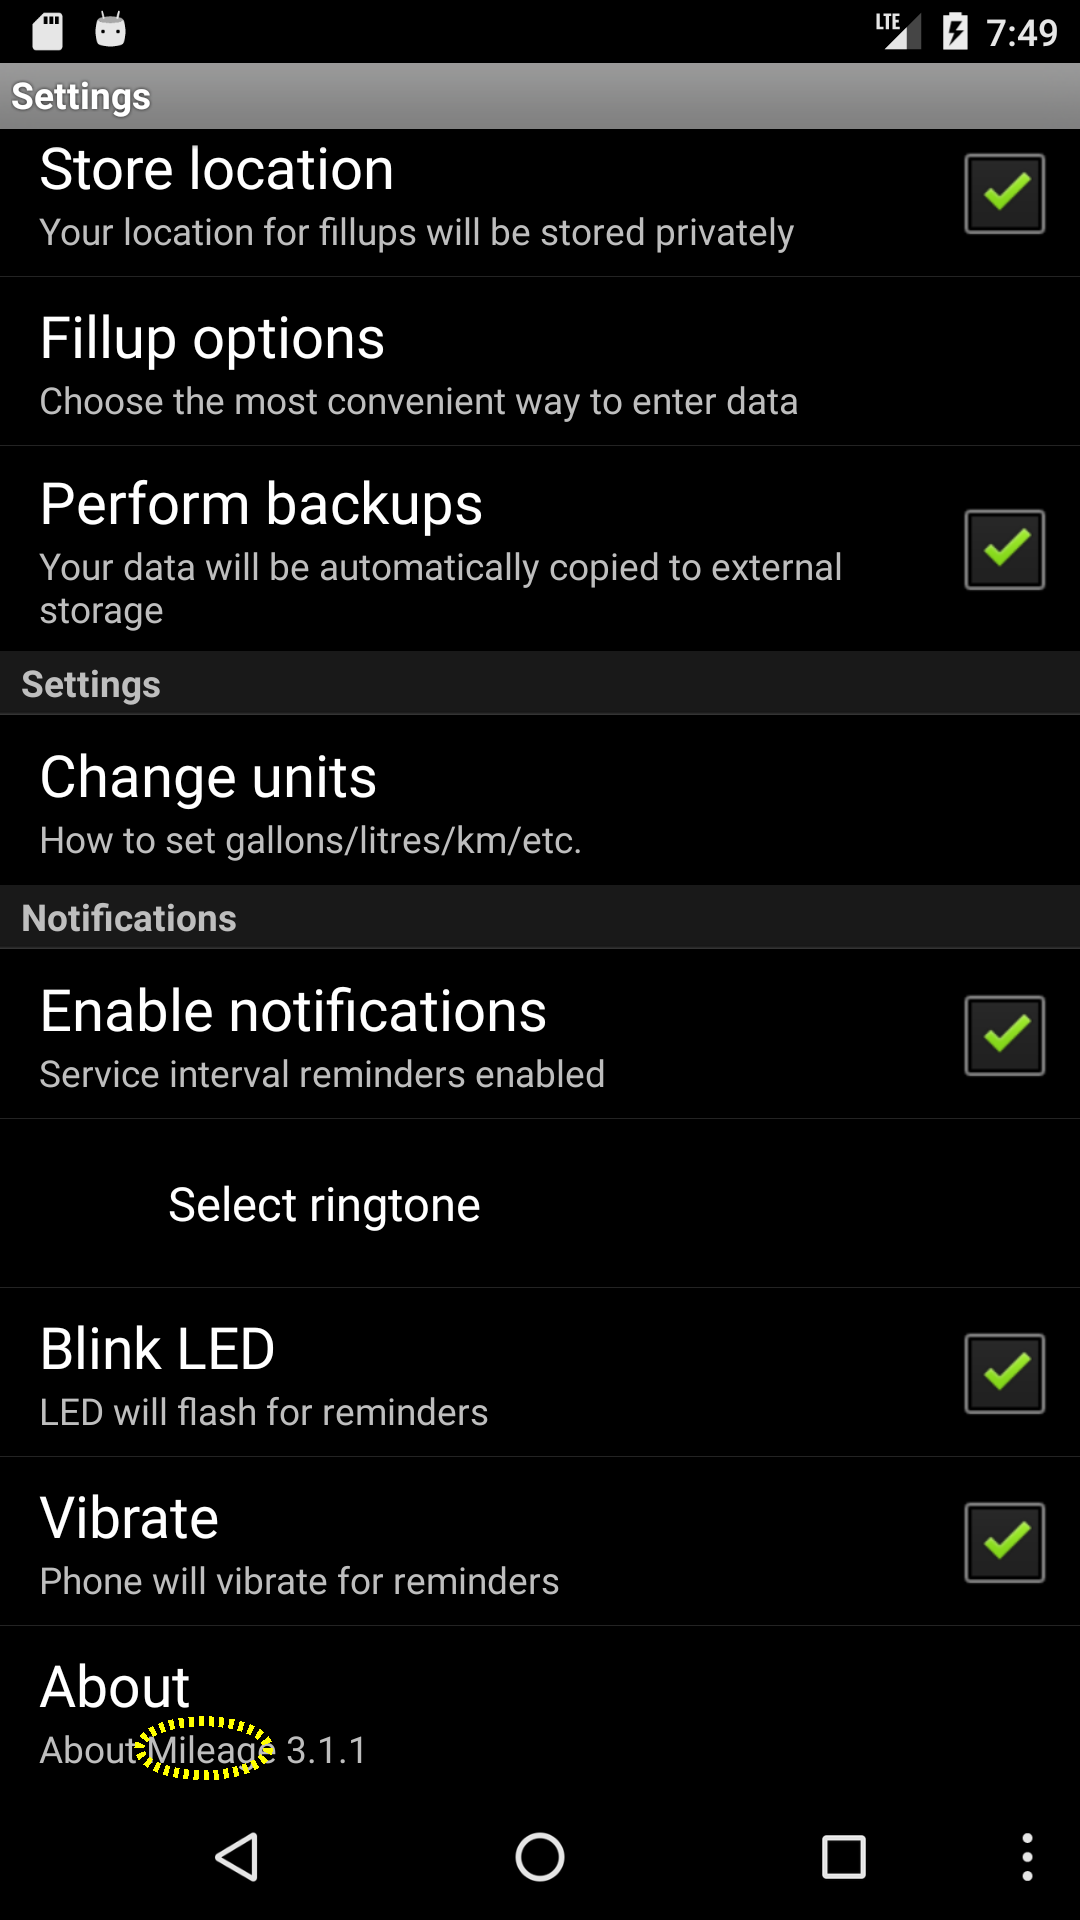 LTE 7:49
Settings
Store location
Your location for fillups will be stored privately
Fillup options
Choose the most convenient way to enter data
Perform backups
Your data will be automatically copied to external
storage
Settings
Change units
How to set gallons/litres/km/etc.
Notifications
Enable notifications
Service interval reminders enabled
Select ringtone
Blink LED
LED will flash for reminders
Vibrate
Phone will vibrate for reminders
About
About Mileage 3.1.1